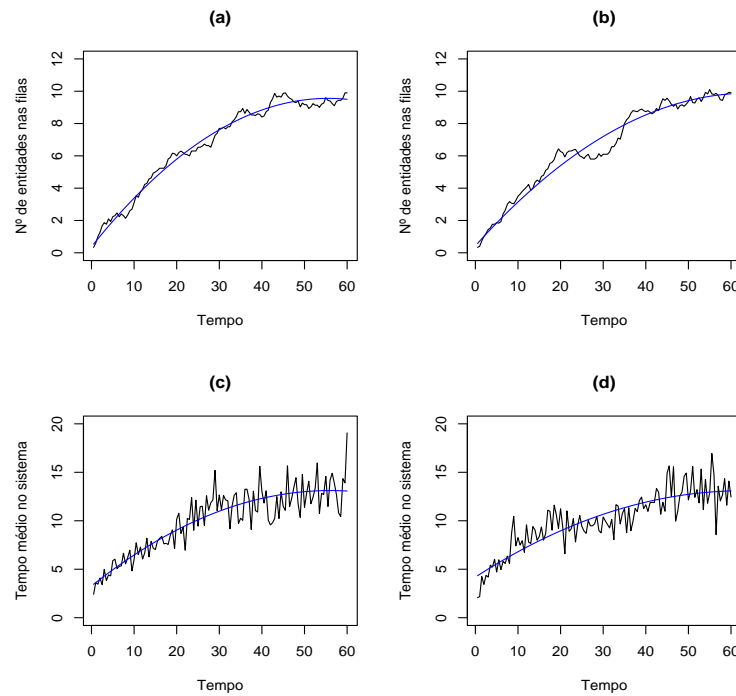 (a)
Nº de entidades nas filas
0 2 4 6 8 10 12
0 10 20 30 40 50 60
Tempo
(b)
Nº de entidades nas filas
0 2 4 6 8 10 12
0 10 20 30 40 50 60
Tempo
(c)
Tempo médio no sistema
0 5 10 15 20
0 10 20 30 40 50 60
Tempo
(d)
Tempo médio no sistema
0 5 10 15 20
0 10 20 30 40 50 60
Tempo